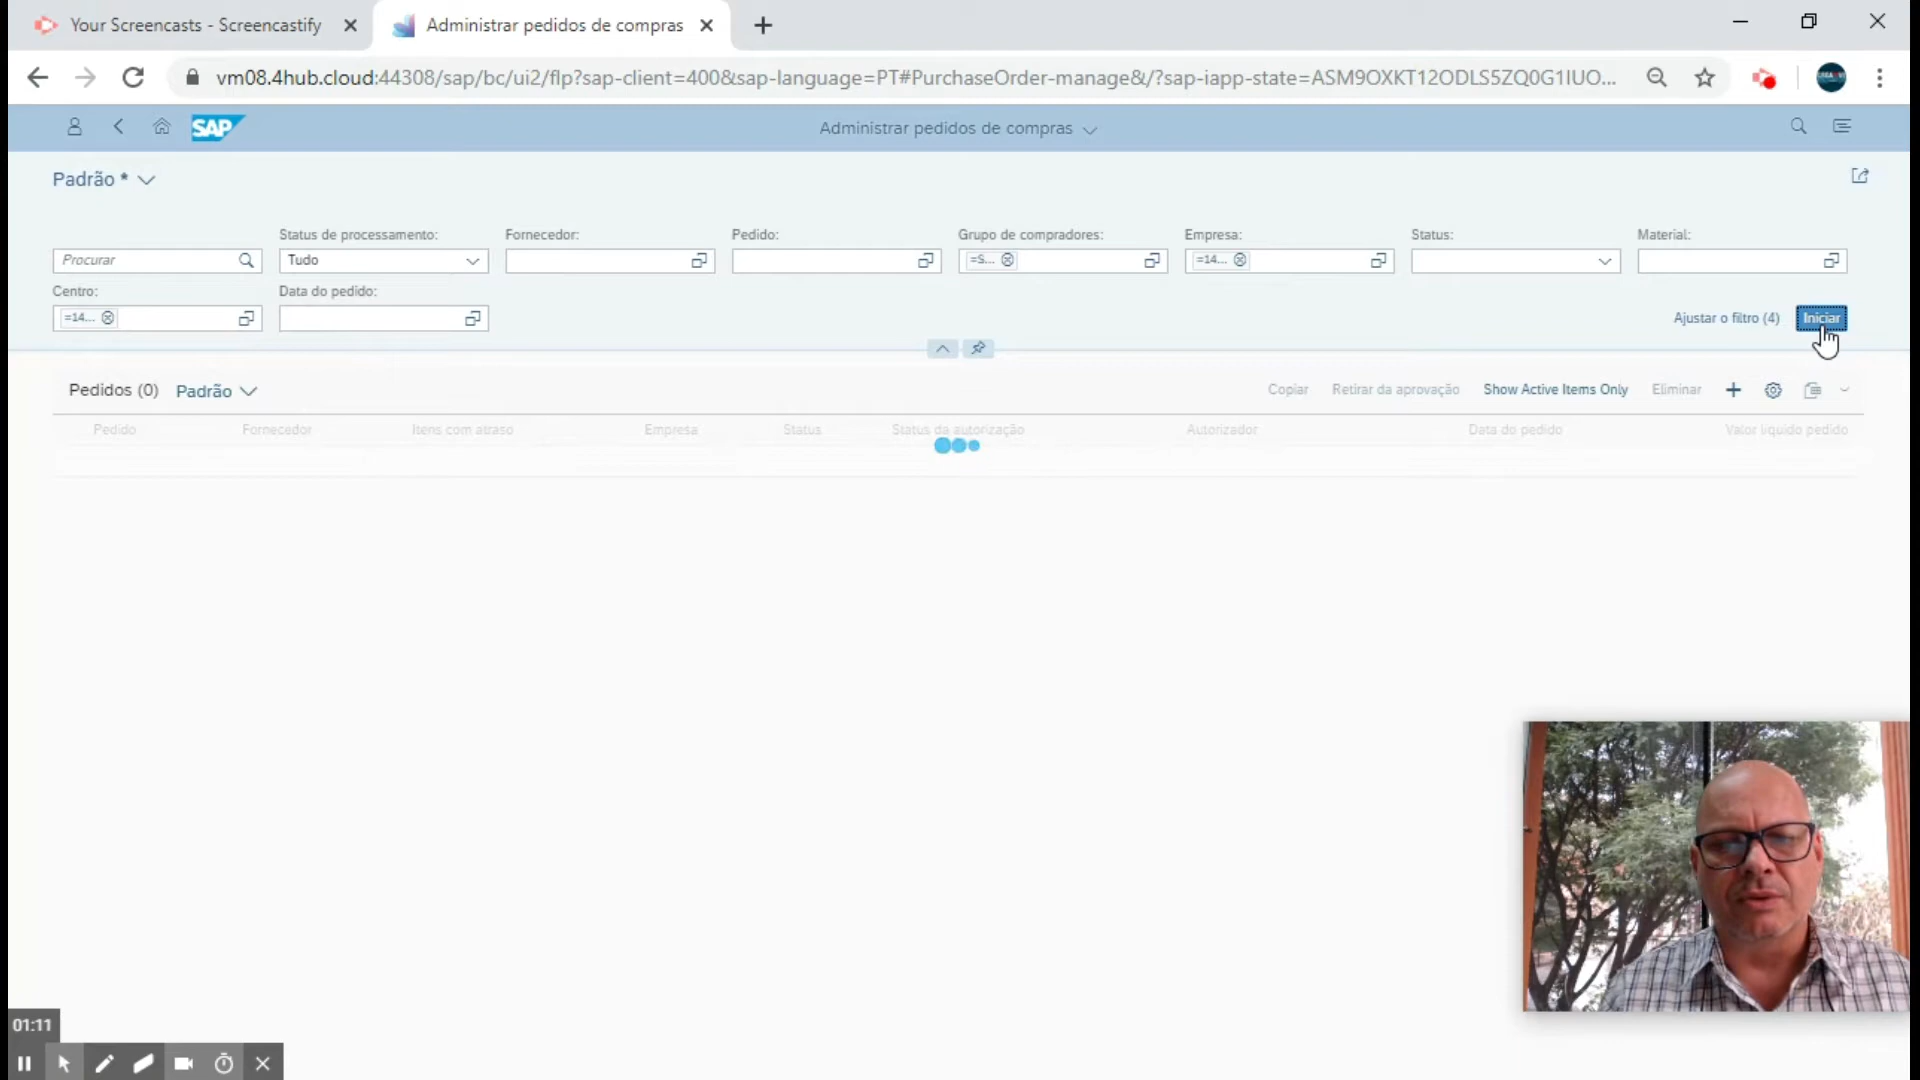 Your Screencasts - Screencastify
Administrar pedidos de compras
vm08.4hub.cloud:44308/sap/bc/ui2/flp?sap-client=400&sap-language=PT#PurchaseOrder-manage&/?sap-iapp-state=ASM9OXKT12ODLS5ZQ0G1IUO...
SAP
Administrar pedidos de compras
Padrão *
Status de processamento:
Fornecedor:
Pedido:
Grupo de compradores:
Empresa:
Status:
Material:
Procurar
Tudo
=S...
=14...
Centro:
Data do pedido:
=14...
Ajustar o filtro (4)
Iniciar
Pedidos (0)
Padrão
Copiar
Retirar da aprovação
Show Active Items Only
Eliminar
Pedido
Fornecedor
Itens com atraso
Empresa
Status
Status da autorização
Autorizador
Data do pedido
Valor líquido pedido
01:11